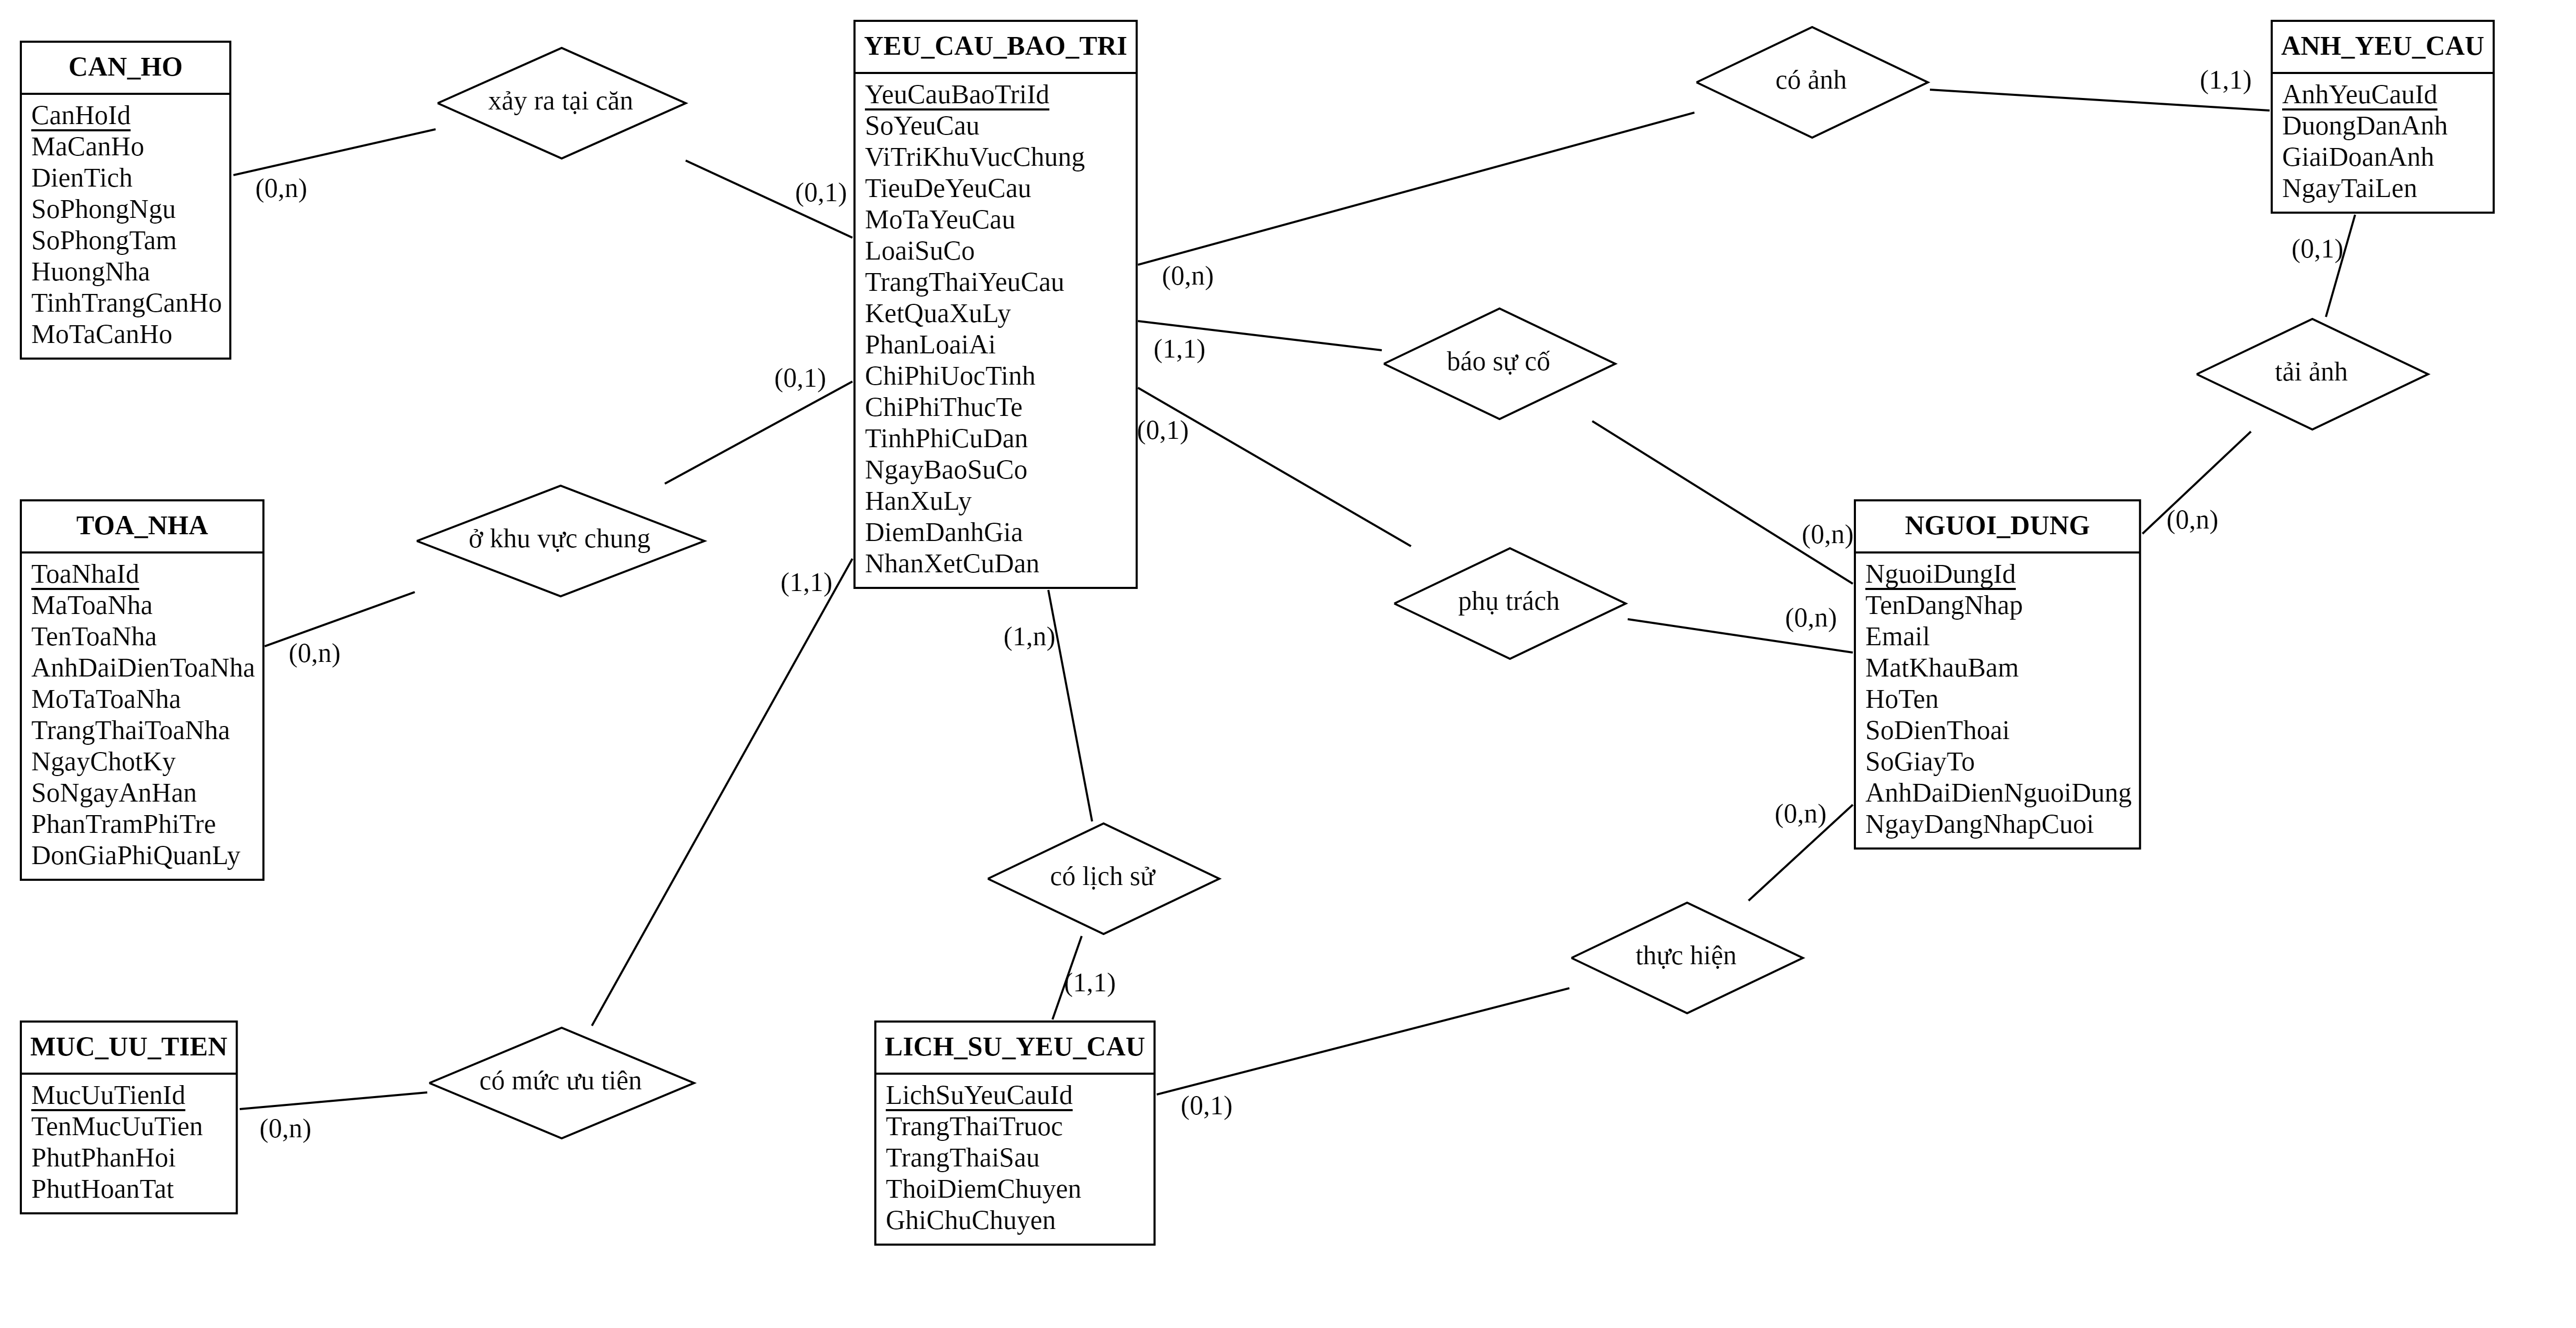 CAN_HO
CanHoId
MaCanHo
DienTich
SoPhongNgu
SoPhongTam
HuongNha
TinhTrangCanHo
MoTaCanHo
xảy ra tại căn
(0,n)
(0,1)
YEU_CAU_BAO_TRI
YeuCauBaoTriId
SoYeuCau
ViTriKhuVucChung
TieuDeYeuCau
MoTaYeuCau
LoaiSuCo
TrangThaiYeuCau
KetQuaXuLy
PhanLoaiAi
ChiPhiUocTinh
ChiPhiThucTe
TinhPhiCuDan
NgayBaoSuCo
HanXuLy
DiemDanhGia
NhanXetCuDan
có ảnh
(0,n)
(1,1)
ANH_YEU_CAU
AnhYeuCauId
DuongDanAnh
GiaiDoanAnh
NgayTaiLen
(0,1)
tải ảnh
(0,n)
(1,1)
báo sự cố
(0,n)
(0,1)
phụ trách
(0,n)
NGUOI_DUNG
NguoiDungId
TenDangNhap
Email
MatKhauBam
HoTen
SoDienThoai
SoGiayTo
AnhDaiDienNguoiDung
NgayDangNhapCuoi
(0,n)
thực hiện
(0,1)
TOA_NHA
ToaNhaId
MaToaNha
TenToaNha
AnhDaiDienToaNha
MoTaToaNha
TrangThaiToaNha
NgayChotKy
SoNgayAnHan
PhanTramPhiTre
DonGiaPhiQuanLy
(0,n)
ở khu vực chung
(0,1)
(1,1)
(1,n)
có lịch sử
(1,1)
MUC_UU_TIEN
MucUuTienId
TenMucUuTien
PhutPhanHoi
PhutHoanTat
(0,n)
có mức ưu tiên
LICH_SU_YEU_CAU
LichSuYeuCauId
TrangThaiTruoc
TrangThaiSau
ThoiDiemChuyen
GhiChuChuyen